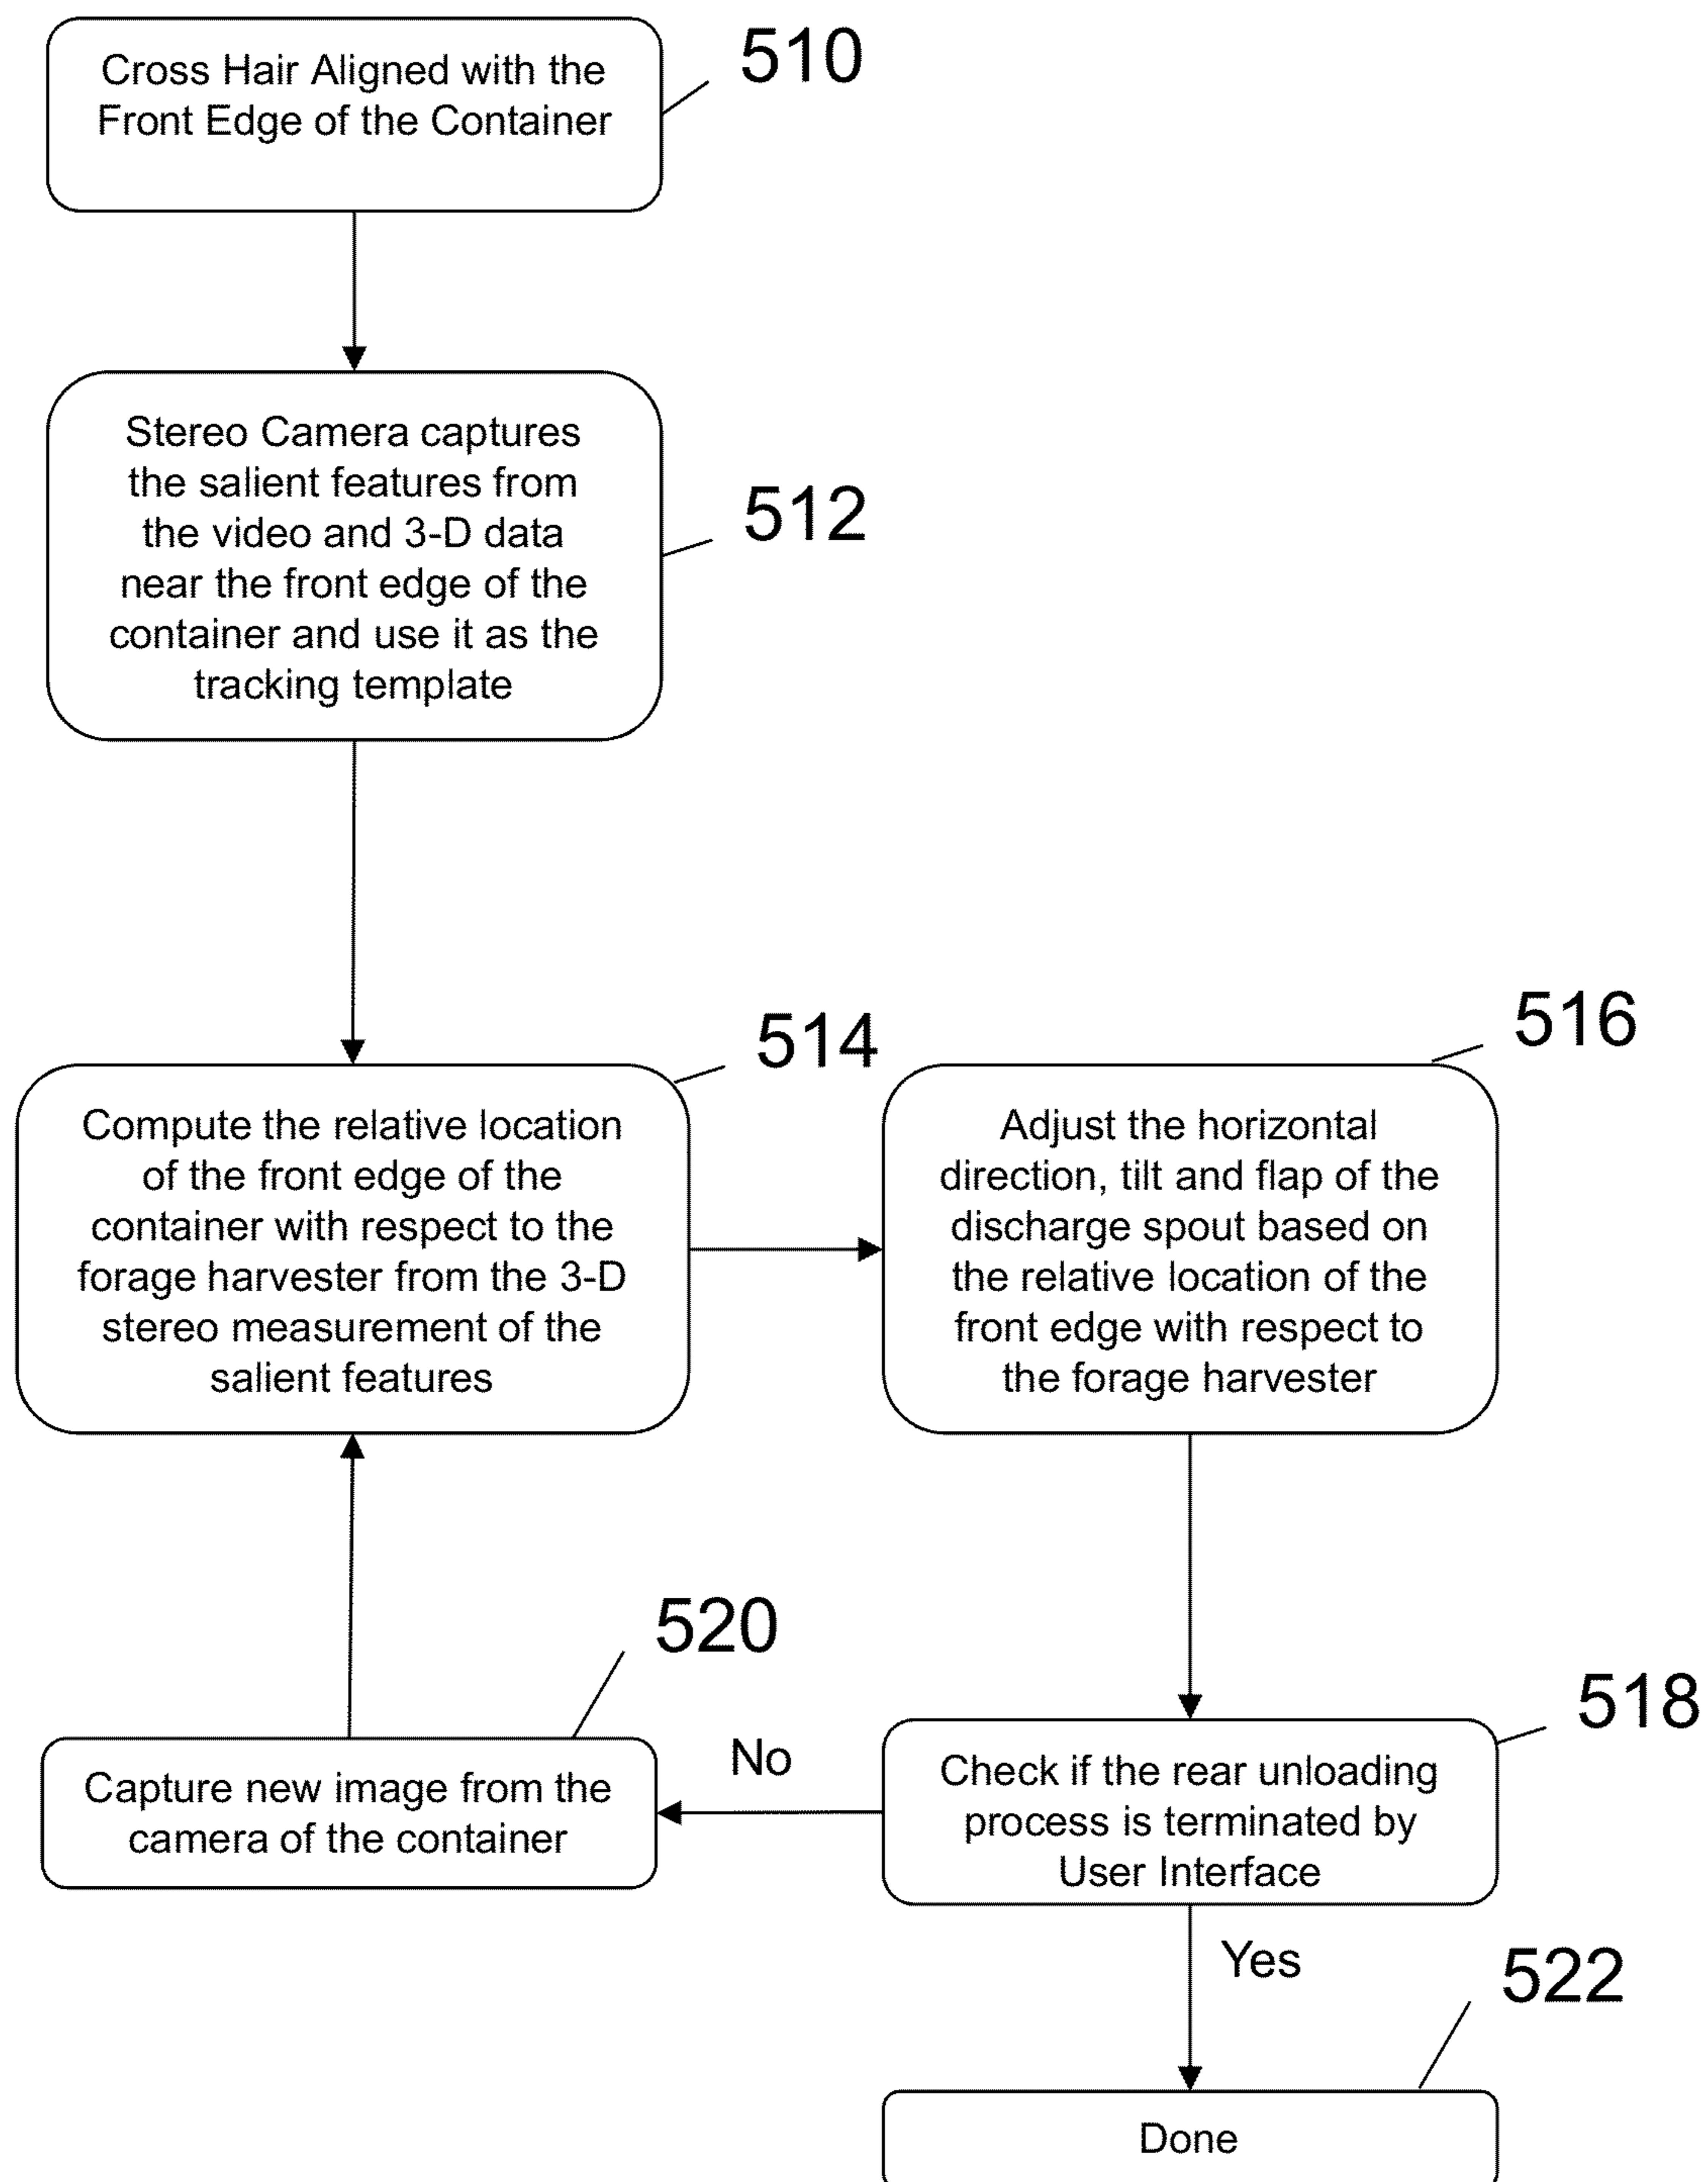 Cross Hair Aligned with the
Front Edge of the Container
510
Stereo Camera captures
the salient features from
the video and 3-D data
near the front edge of the
container and use it as the
tracking template
512
Compute the relative location
of the front edge of the
container with respect to the
forage harvester from the 3-D
stereo measurement of the
salient features
514
Adjust the horizontal
direction, tilt and flap of the
discharge spout based on
the relative location of the
front edge with respect to
the forage harvester
516
Check if the rear unloading
process is terminated by
User Interface
518
No
Capture new image from the
camera of the container
520
Yes
Done
522